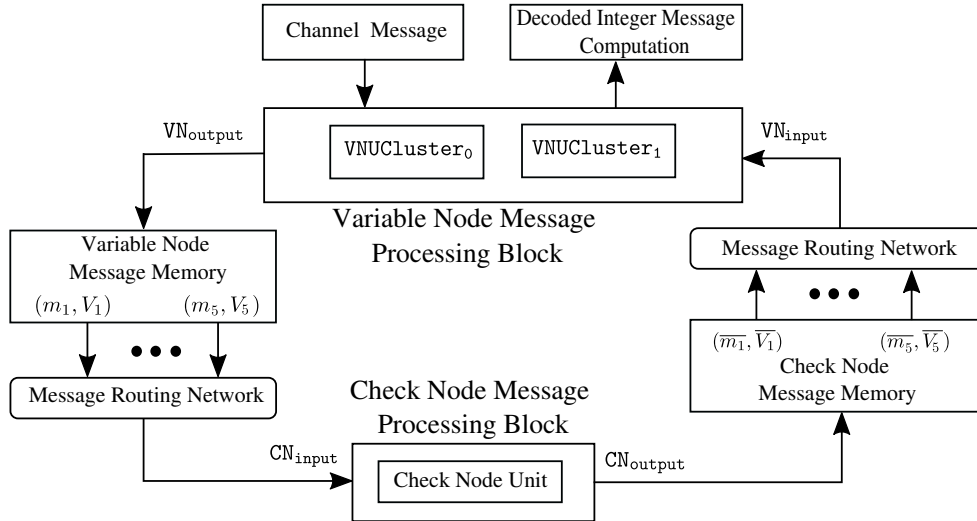 Channel Message
Decoded Integer Message
Computation
VN_output
VNUCluster_0
VNUCluster_1
VN_input
Variable Node Message
Processing Block
Variable Node
Message Memory
(m_1, V_1)
(m_5, V_5)
Message Routing Network
Message Routing Network
(\overline{m_1}, \overline{V_1})
(\overline{m_5}, \overline{V_5})
Check Node
Message Memory
Check Node Message
Processing Block
CN_input
Check Node Unit
CN_output